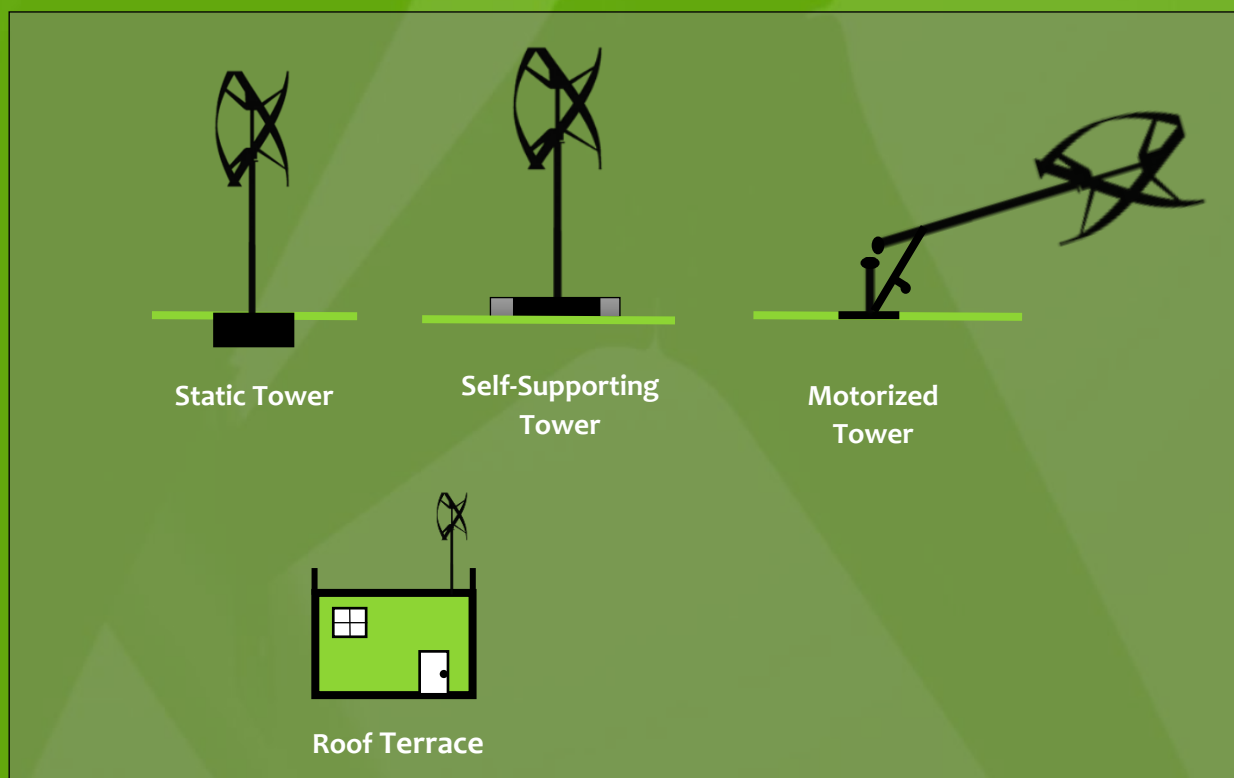 Static Tower
Self-Supporting
Tower
Motorized
Tower
Roof Terrace